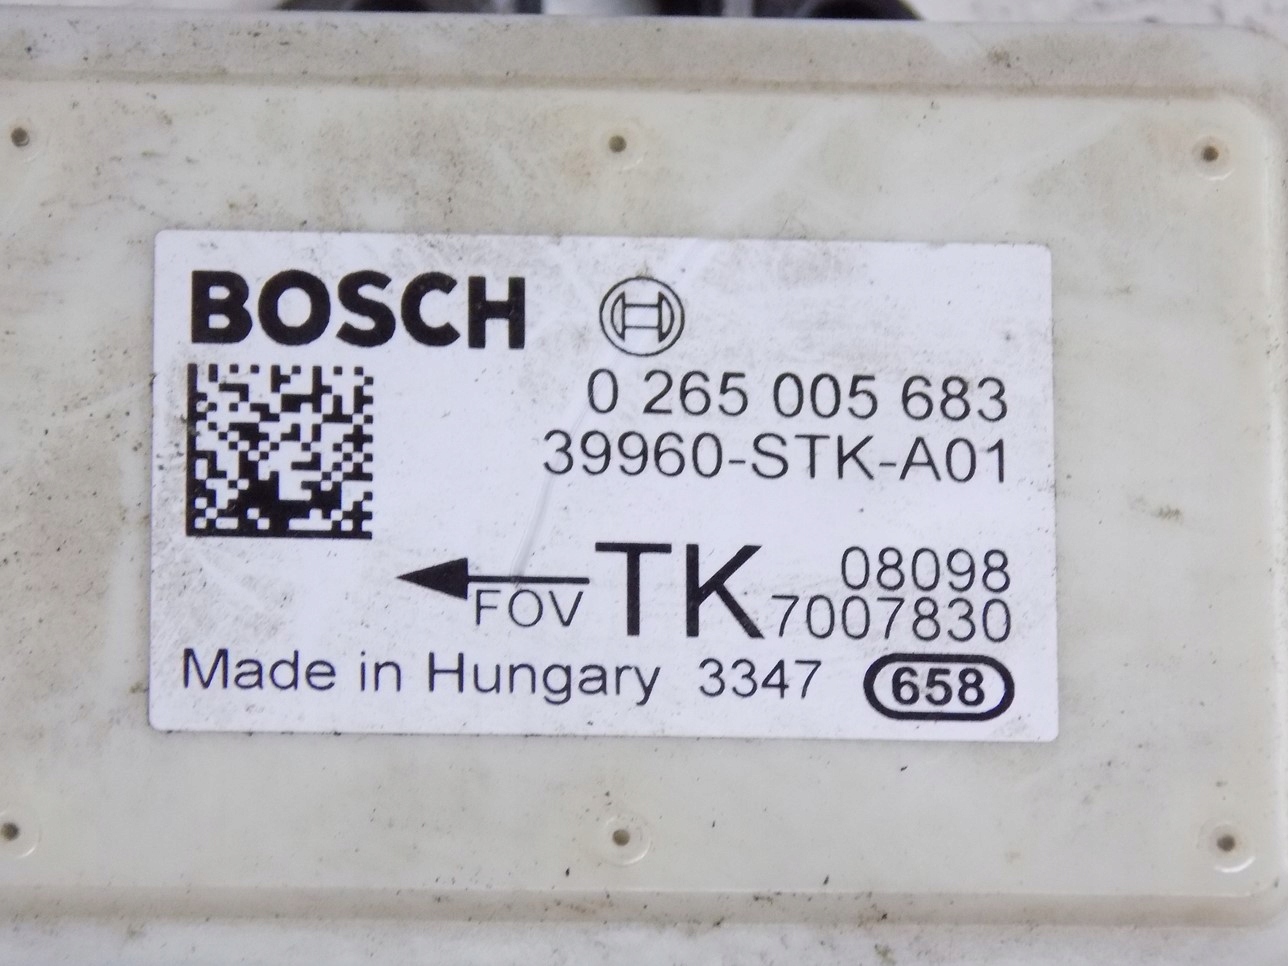 BOSCH
0 265 005 683
39960-STK-A01
FOV TK 08098
7007830
Made in Hungary 3347 658